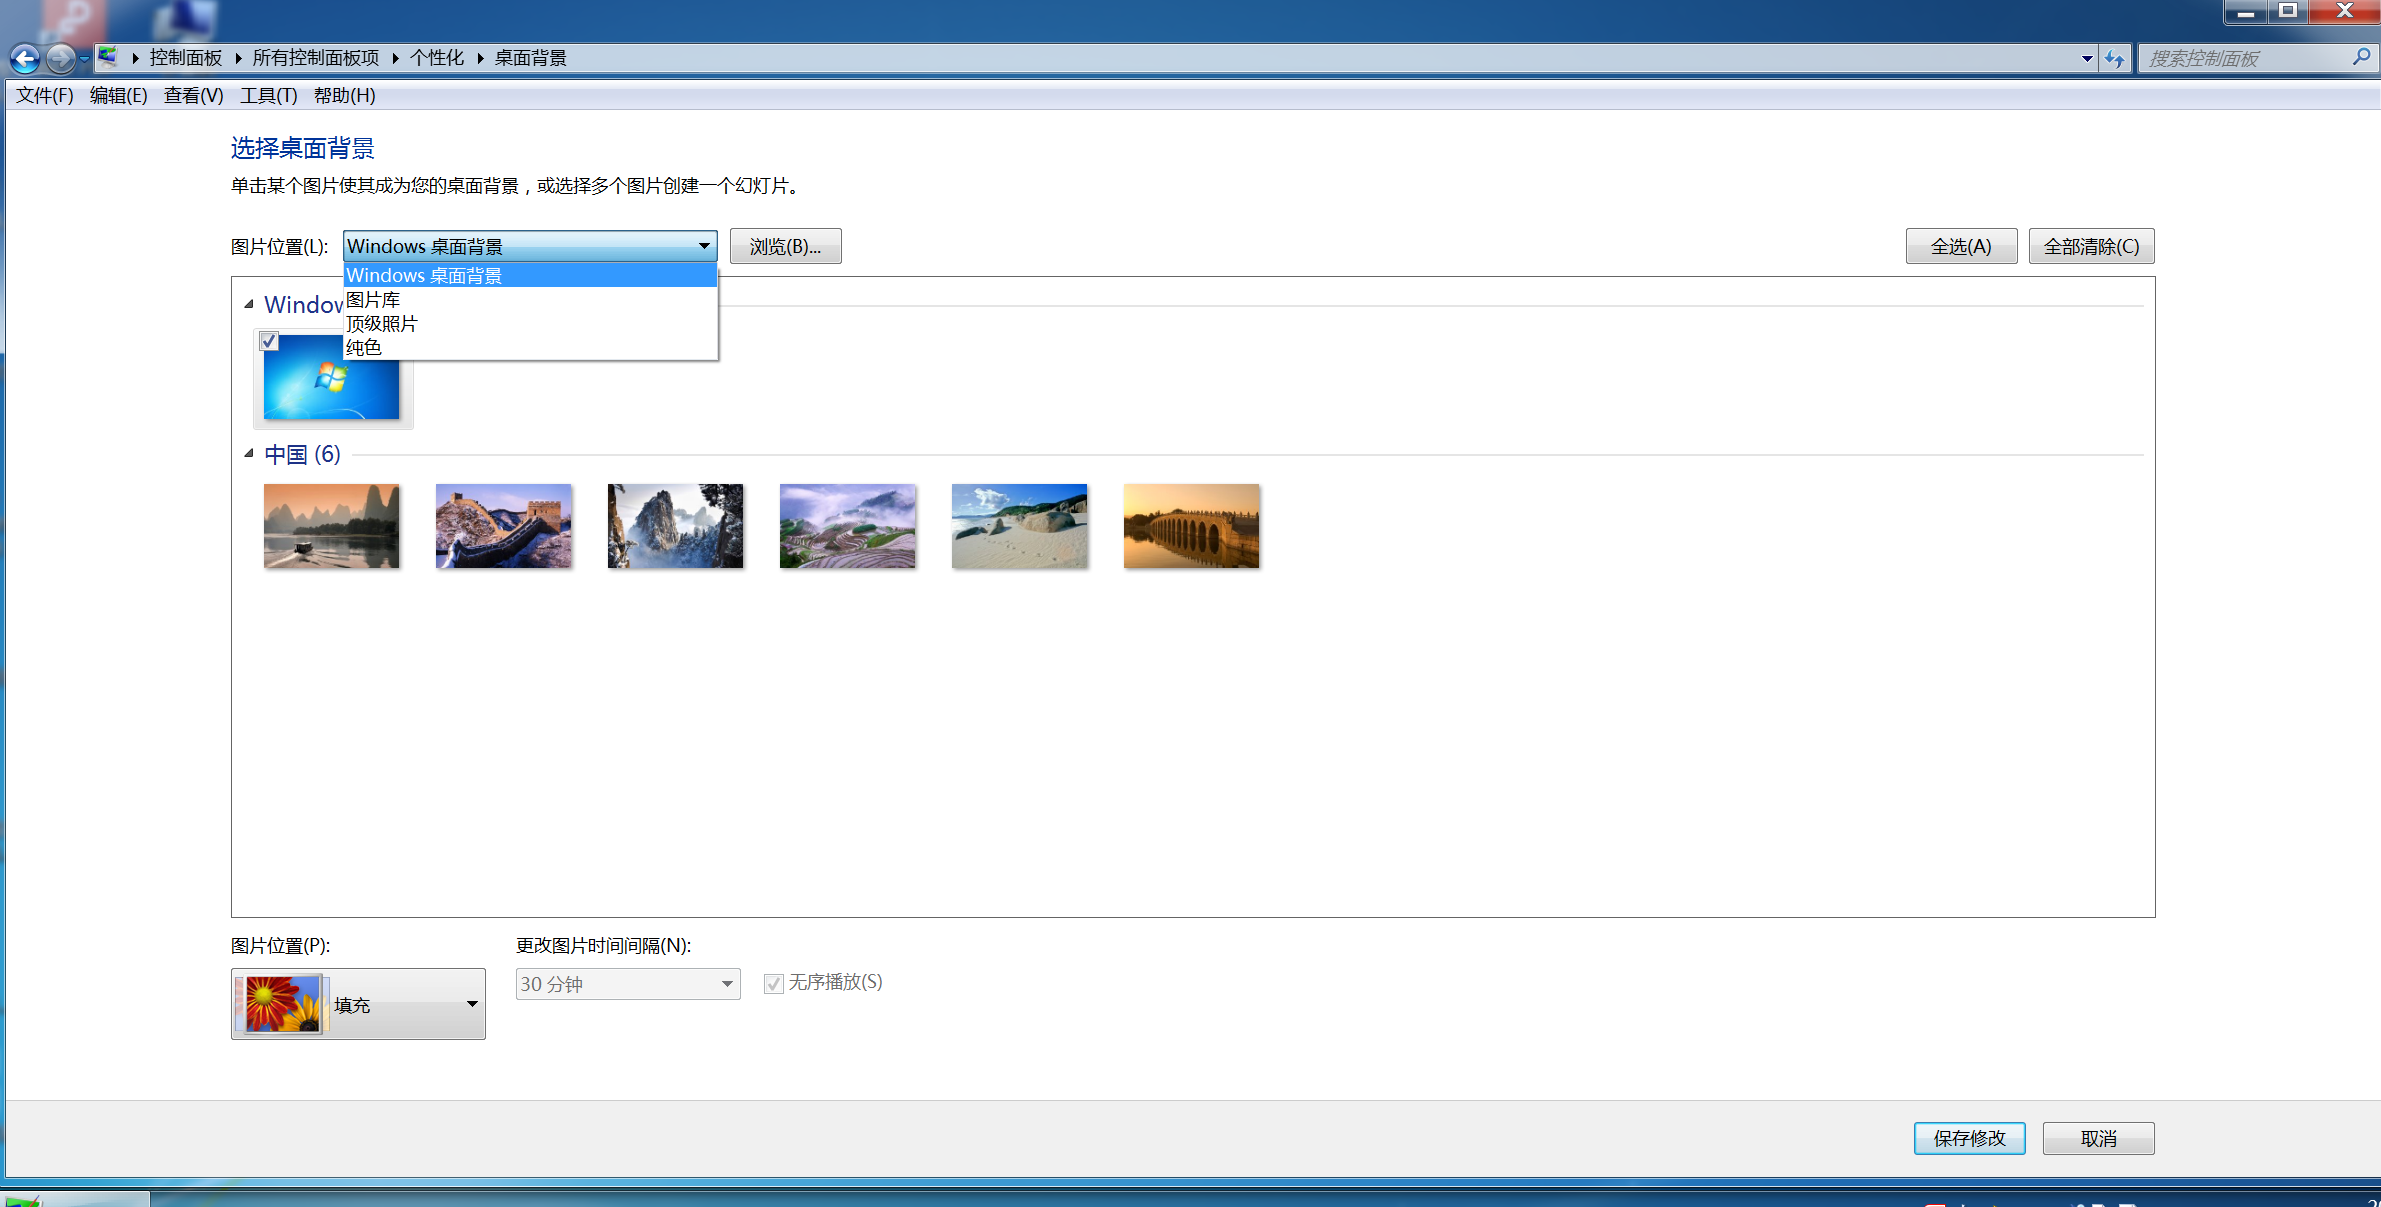 控制面板 所有控制面板项 个性化 桌面背景
搜索控制面板
文件(F) 编辑(E) 查看(V) 工具(T) 帮助(H)
选择桌面背景
单击某个图片使其成为您的桌面背景，或选择多个图片创建一个幻灯片。
图片位置(L): Windows 桌面背景 浏览(B)... 全选(A) 全部清除(C)
Windows 桌面背景
图片库
顶级照片
纯色
中国 (6)
图片位置(P): 更改图片时间间隔(N):
填充 30 分钟 无序播放(S)
保存修改 取消